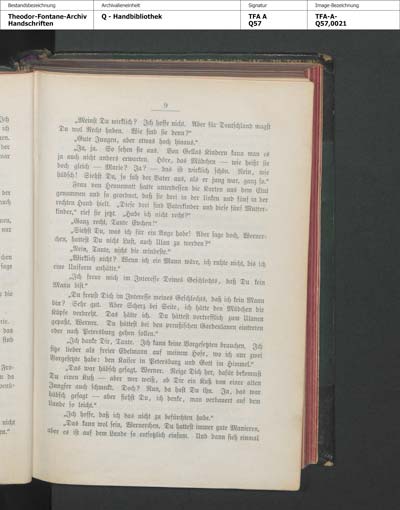 Bestandsbezeichnung
Theodor-Fontane-Archiv
Handschriften
Archivalieneinheit
Q - Handbibliothek
Signatur
TFA A
Q57
Image-Bezeichnung
TFA-A-
Q57,0021
9
„Meinst Du wirklich? Ich hoffe nicht. Aber für Deutschland magst
Du wol Recht haben. Wie sind sie denn?“
„Gute Jungen, aber etwas hoch hinaus.“
„Ja, ja. So sehen sie aus. Von Gellas Kindern kann man es
ja auch nicht anders erwarten. Höre, das Mädchen — wie heißt sie
doch gleich — Marie? Ja? — das ist wirklich schön. Nein, wie
hübsch! Siehst Du, so sah der Vater aus, als er jung war, ganz so.“
Frau von Hennewatt hatte unterdessen die Karten aus dem Etui
genommen und so geordnet, daß sie drei in der linken und fünf in der
rechten Hand hielt. „Diese drei sind Vaterkinder und diese fünf Mutter-
kinder,“ rief sie jetzt. „Habe ich nicht recht?“
„Ganz recht, Tante Euchen!“
„Siehst Du, was ich für ein Auge habe! Aber sage doch, Werner-
chen, hattest Du nicht Lust, auch Ulan zu werden?“
„Nein, Tante, nicht die mindeste.“
„Wirklich nicht? Wenn ich ein Mann wäre, ich ruhte nicht, bis ich
eine Uniform anhätte.“
„Ich freue mich im Interesse Deines Geschlechts, daß Du kein
Mann bist.“
„Du freust Dich im Interesse meines Geschlechts, daß ich kein Mann
bin? Sehr gut. Aber Scherz bei Seite, ich hätte den Mädchen die
Köpfe verdreht. Das hätte ich. Du hättest vortrefflich zum Ulanen
gepaßt, Werner. Du hättest bei den preußischen Gardeulanen eintreten
oder nach Petersburg gehen sollen.“
„Ich danke Dir, Tante. Ich kann keine Vorgesetzten brauchen. Ich
sitze lieber als freier Edelmann auf meinem Hofe, wo ich nur zwei
Vorgesetzte habe: den Kaiser in Petersburg und Gott im Himmel.“
„Das war hübsch gesagt, Werner. Neige Dich her, dafür bekommst
Du einen Kuß — aber wer weiß, ob Dir ein Kuß von einer alten
Jungfer auch schmeckt. Doch? Nun, da hast Du ihn. Ja, das war
hübsch gesagt — aber siehst Du, ich denke, man verbauert auf dem
Lande so leicht.“
„Ich hoffe, daß ich das nicht zu befürchten habe.“
„Das kann wol sein, Wernerchen, Du hattest immer gute Manieren,
aber es ist auf dem Lande so entsetzlich einsam. Und dann sieh einmal